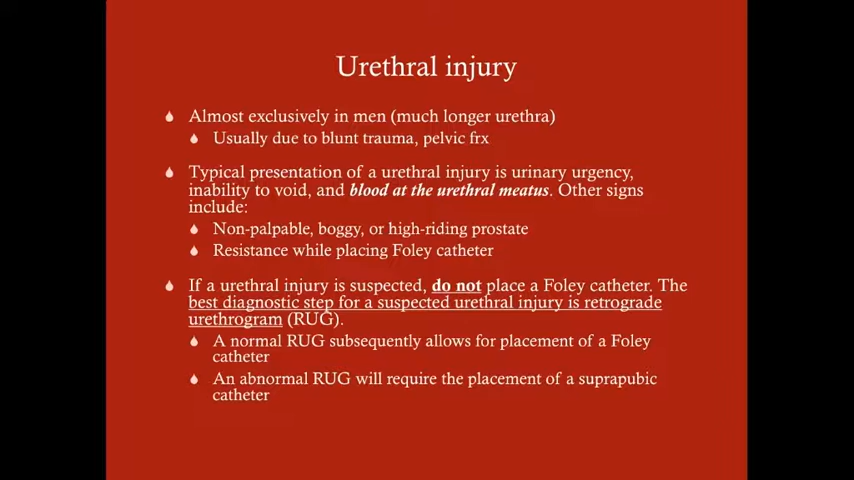 Urethral injury
Almost exclusively in men (much longer urethra)
Usually due to blunt trauma, pelvic frx
Typical presentation of a urethral injury is urinary urgency,
inability to void, and blood at the urethral meatus. Other signs
include:
Non-palpable, boggy, or high-riding prostate
Resistance while placing Foley catheter
If a urethral injury is suspected, do not place a Foley catheter. The
best diagnostic step for a suspected urethral injury is retrograde
urethrogram (RUG).
A normal RUG subsequently allows for placement of a Foley
catheter
An abnormal RUG will require the placement of a suprapubic
catheter